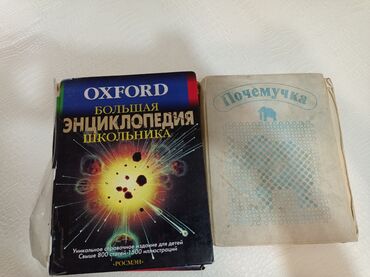 OXFORD
БОЛЬШАЯ
ЭНЦИКЛОПЕДИЯ
ШКОЛЬНИКА
Уникальное справочное издание для детей
Свыше 800 статей • 1500 иллюстраций
«РОСМЭН»
Почемучка